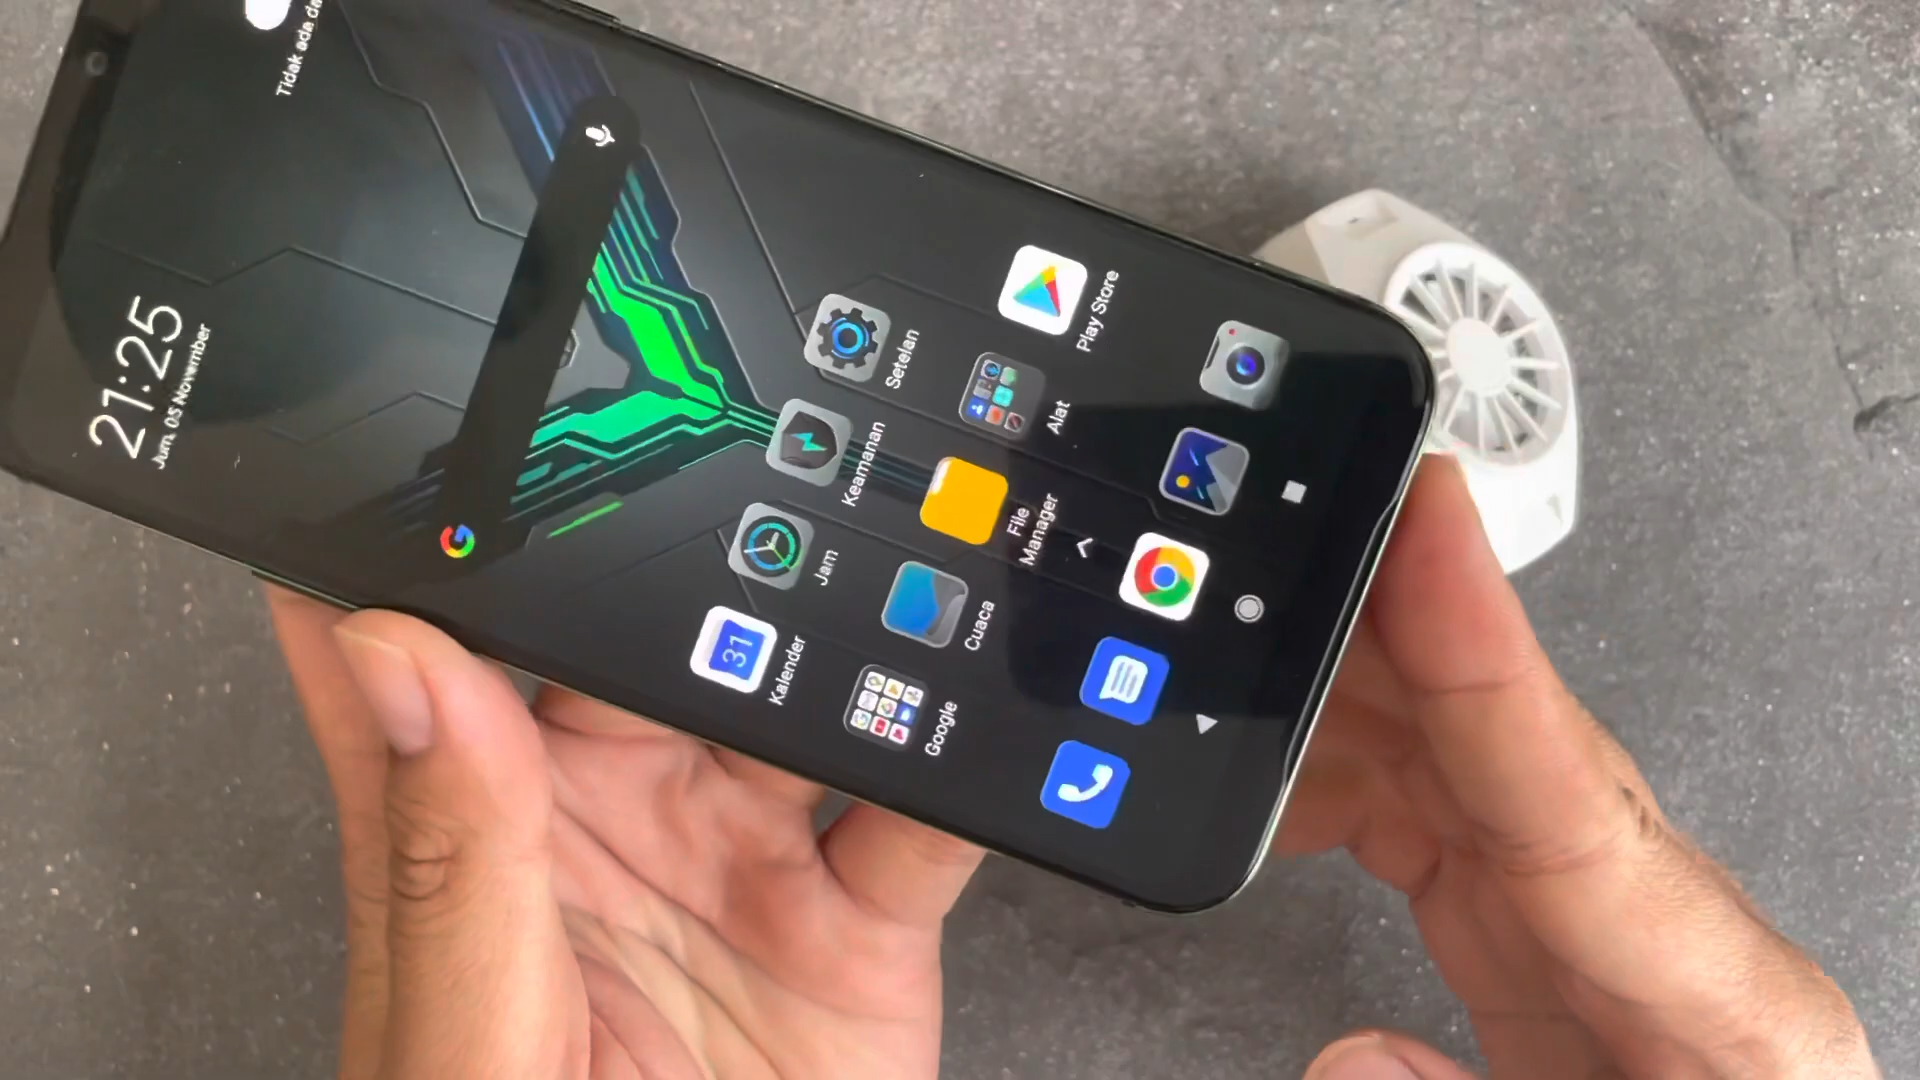 21:25
Jum, 05 November
Tidak ada da
Kalender
Jam
Keamanan
Setelan
Google
Cuaca
File
Manager
Alat
Play Store
31